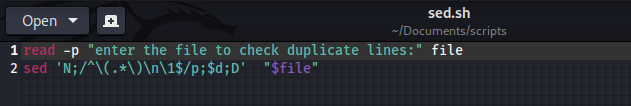 Open
sed.sh
~/Documents/scripts
1 read -p "enter the file to check duplicate lines:" file
2 sed 'N;/^\(.*\)\n\1$/p;$d;D'  "$file"